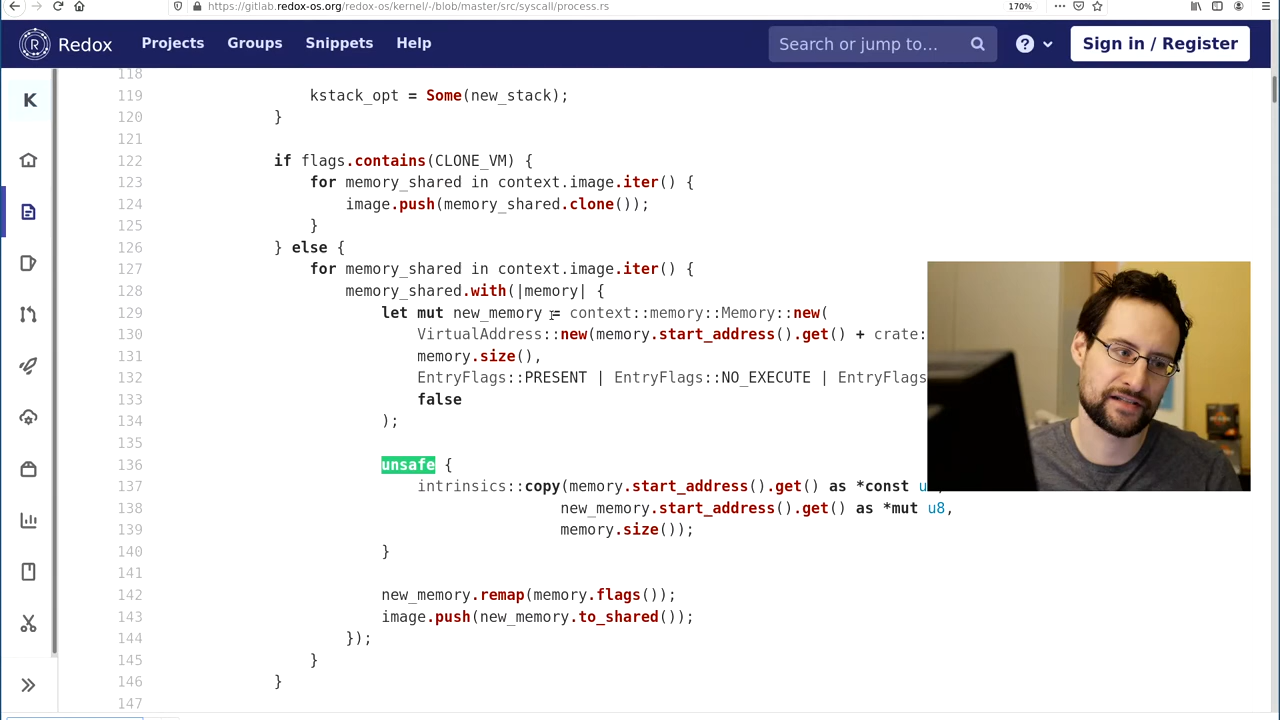 https://gitlab.redox-os.org/redox-os/kernel/-/blob/master/src/syscall/process.rs
170%
Redox
Projects
Groups
Snippets
Help
Search or jump to...
Sign in / Register
K
118
119 kstack_opt = Some(new_stack);
120 }
121
122 if flags.contains(CLONE_VM) {
123 for memory_shared in context.image.iter() {
124 image.push(memory_shared.clone());
125 }
126 } else {
127 for memory_shared in context.image.iter() {
128 memory_shared.with(|memory| {
129 let mut new_memory = context::memory::Memory::new(
130 VirtualAddress::new(memory.start_address().get() + crate:
131 memory.size(),
132 EntryFlags::PRESENT | EntryFlags::NO_EXECUTE | EntryFlags
133 false
134 );
135
136 unsafe {
137 intrinsics::copy(memory.start_address().get() as *const
138 new_memory.start_address().get() as *mut u8,
139 memory.size());
140 }
141
142 new_memory.remap(memory.flags());
143 image.push(new_memory.to_shared());
144 });
145 }
146 }
147